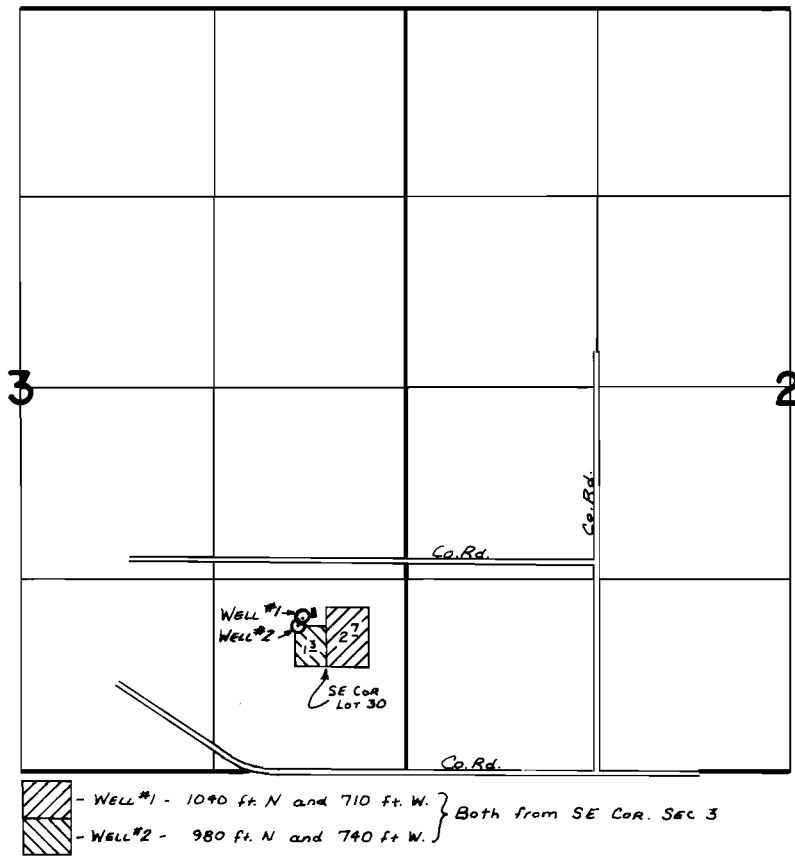 3
2
Co.Rd.
Co.Rd.
WELL #1
WELL #2
1 3
2 7
SE COR
LOT 30
Co.Rd.
- WELL #1 - 1040 ft. N and 710 ft. W.
- WELL #2 - 980 ft. N and 740 ft W.
Both from SE COR. SEC 3